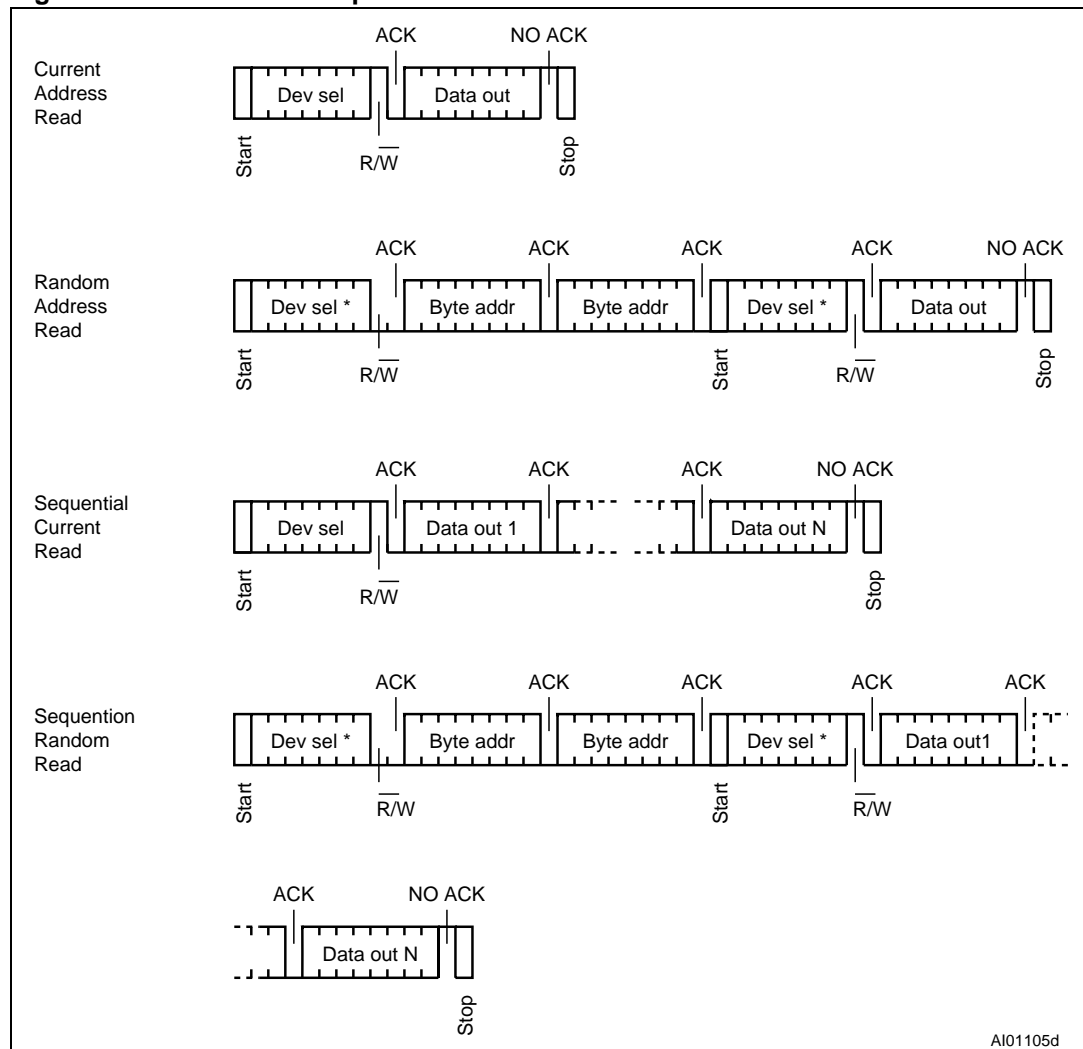 ACK NO ACK
Current
Address
Read
Dev sel Data out
Start R/W Stop
ACK ACK ACK ACK NO ACK
Random
Address
Read
Dev sel * Byte addr Byte addr Dev sel * Data out
Start R/W Start R/W Stop
ACK ACK ACK NO ACK
Sequential
Current
Read
Dev sel Data out 1 Data out N
Start R/W Stop
ACK ACK ACK ACK ACK
Sequention
Random
Read
Dev sel * Byte addr Byte addr Dev sel * Data out1
Start R/W Start R/W
ACK NO ACK
Data out N
Stop
AI01105d